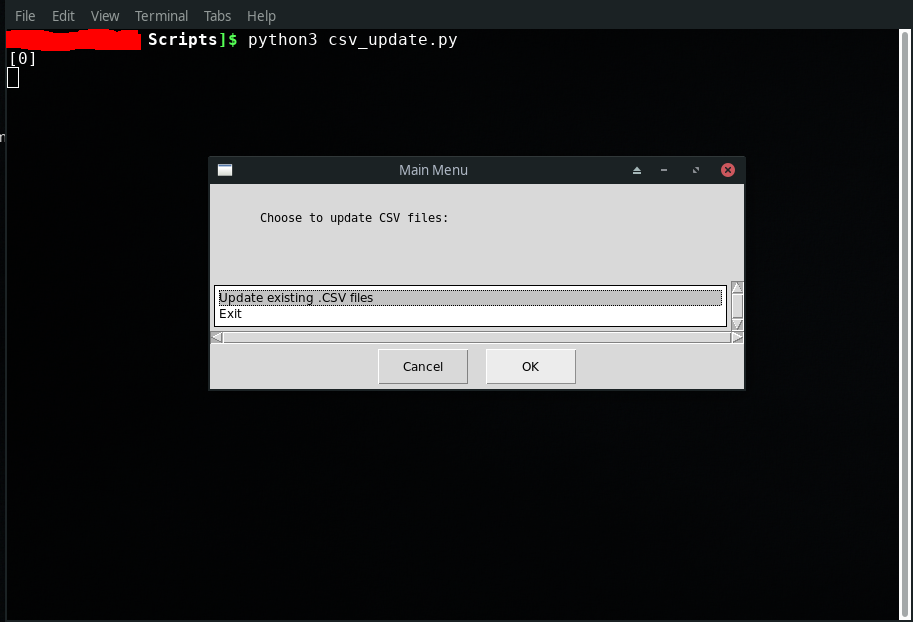 File Edit View Terminal Tabs Help
Scripts]$ python3 csv_update.py
[0]
Main Menu
Choose to update CSV files:
Update existing .CSV files
Exit
Cancel OK